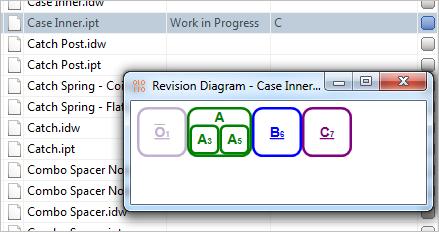 Case Inner.idw
Case Inner.ipt Work in Progress C
Catch Post.idw
Catch Post.ipt
Catch Spring - Coi
Catch Spring - Flat
Catch.idw
Catch.ipt
Combo Spacer No
Combo Spacer No
Combo Spacer.idw
Revision Diagram - Case Inner...
O1
A
A3 A5
B6
C7